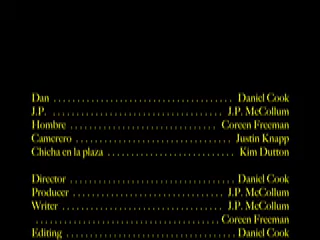 Dan ..................................... Daniel Cook
J.P. .................................... J.P. McCollum
Hombre ............................... Coreen Freeman
Camerero ................................. Justin Knapp
Chicha en la plaza ........................... Kim Dutton
Director ................................... Daniel Cook
Producer ............................... J.P. McCollum
Writer .................................. J.P. McCollum
....................................... Coreen Freeman
Editing .................................... Daniel Cook